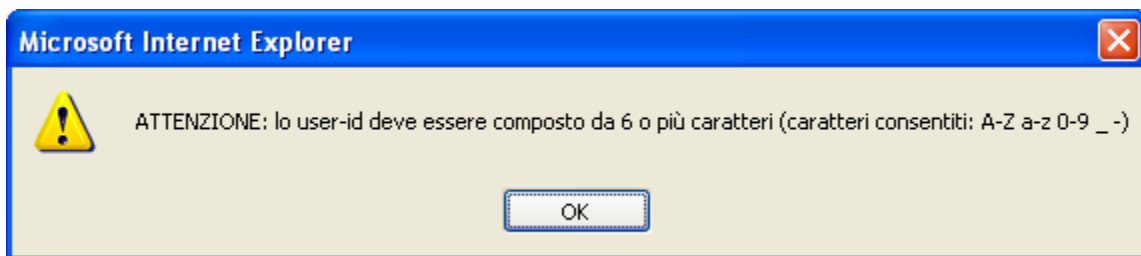 Microsoft Internet Explorer
ATTENZIONE: lo user-id deve essere composto da 6 o più caratteri (caratteri consentiti: A-Z a-z 0-9 _ -)
OK